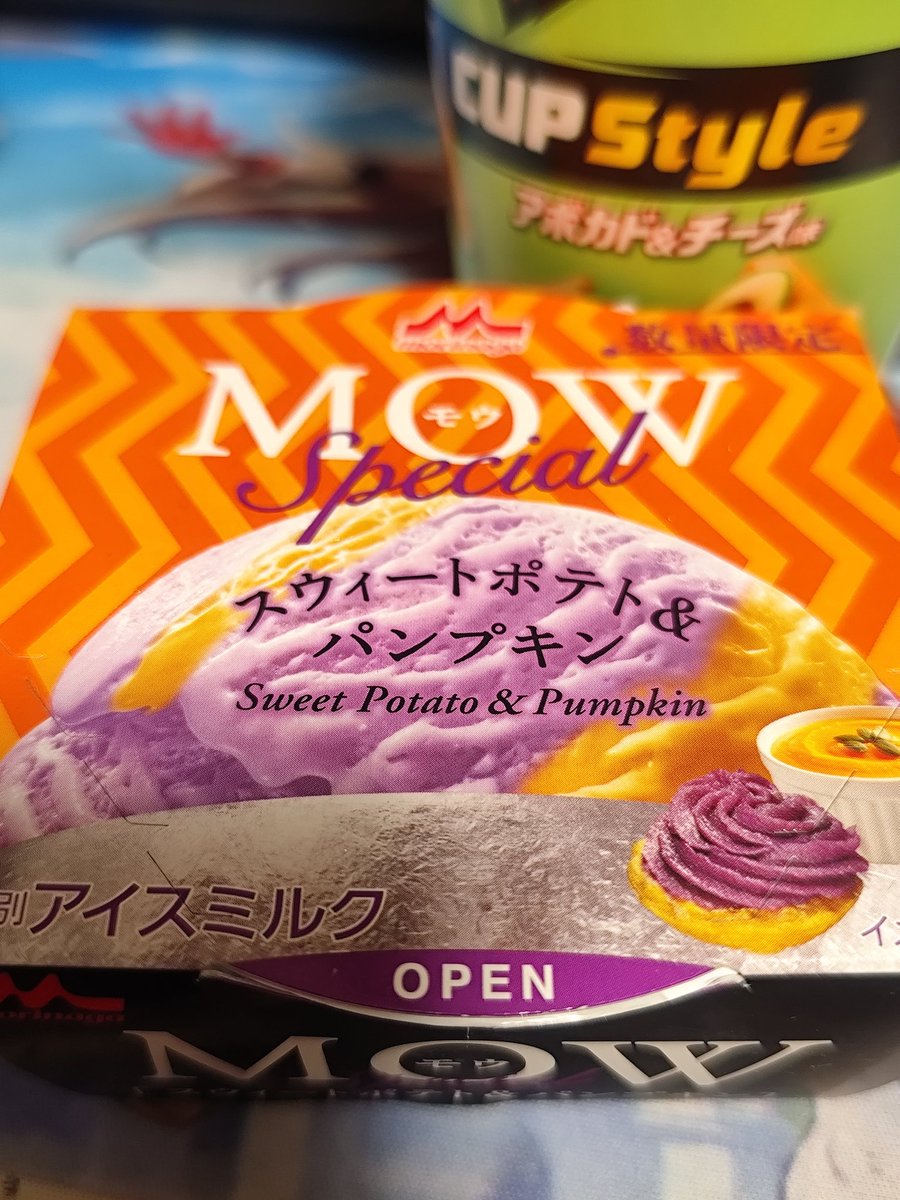 CUP Style
アボカド&チーズ味
数量限定
MOW
モウ
Special
スウィートポテト&
パンプキン
Sweet Potato & Pumpkin
別アイスミルク
イ
OPEN
MOW
モウ